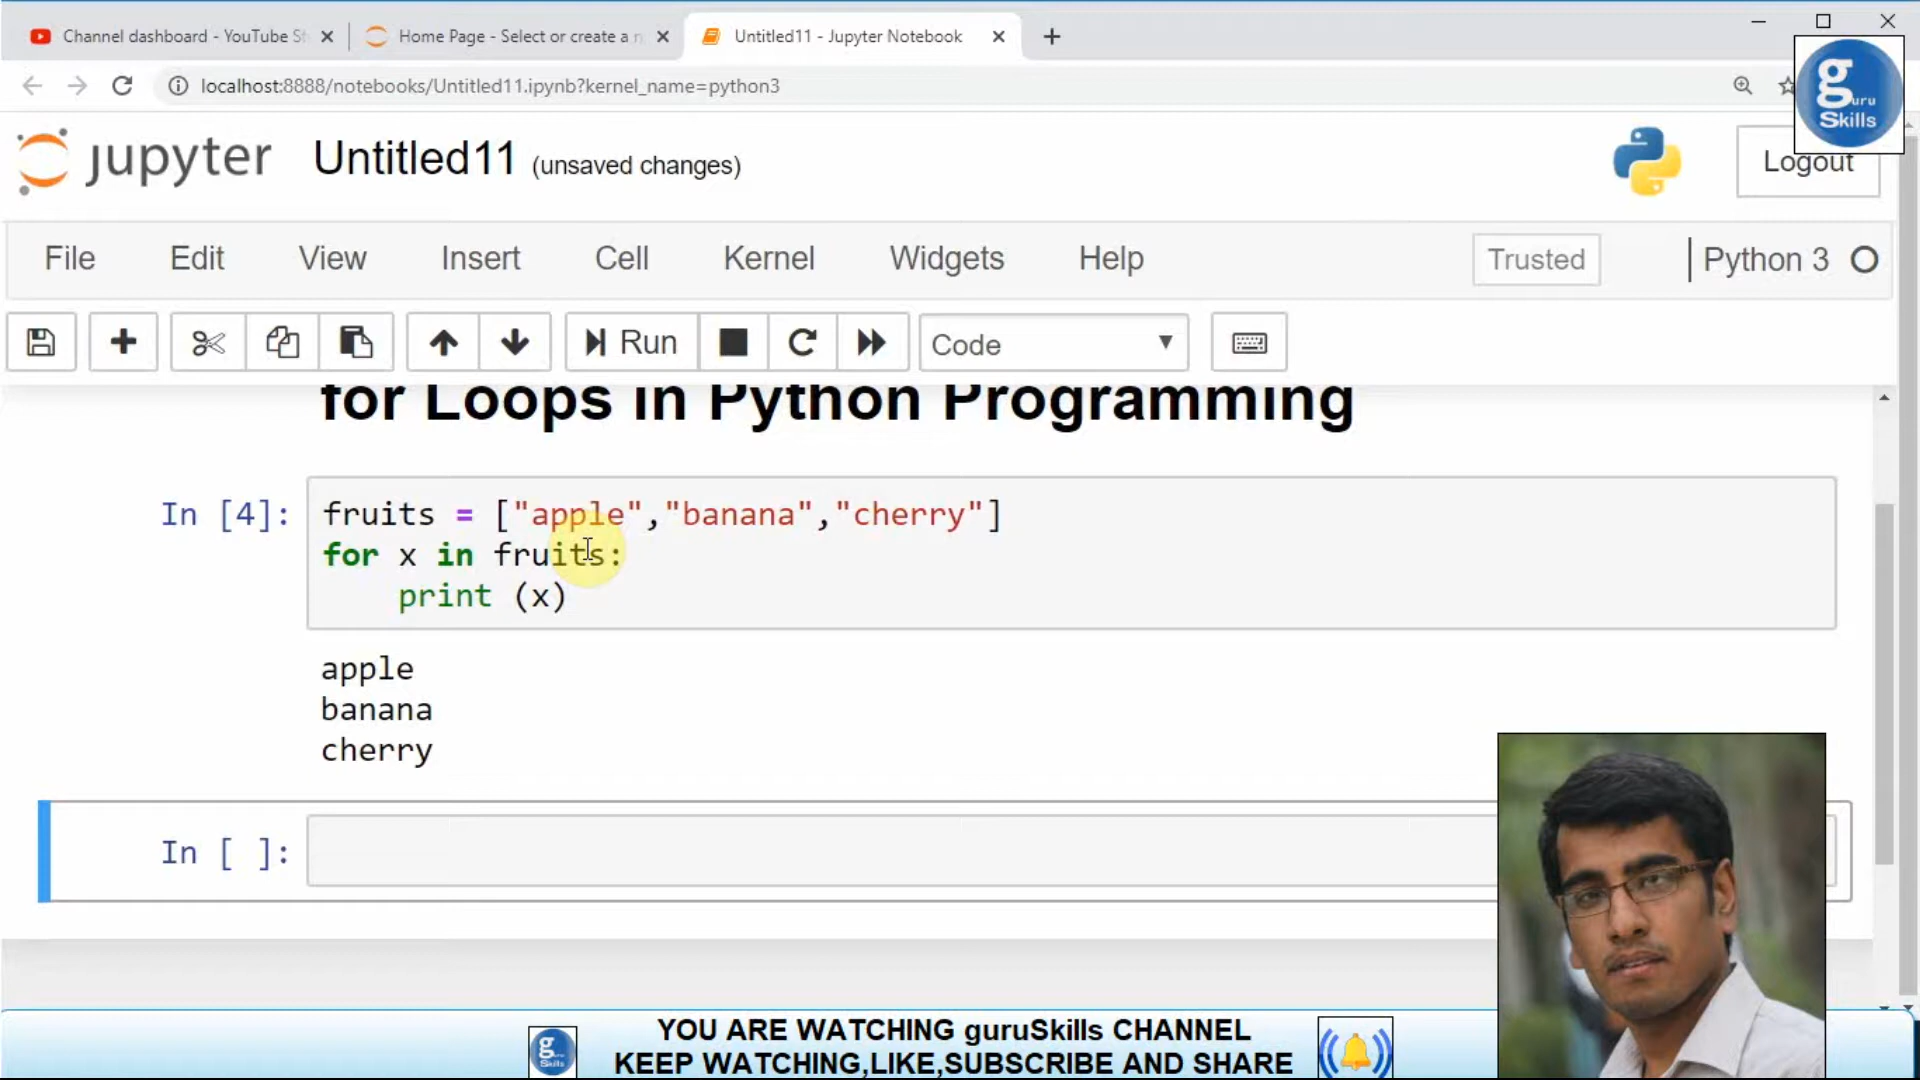 Channel dashboard - YouTube St
Home Page - Select or create a n
Untitled11 - Jupyter Notebook
localhost:8888/notebooks/Untitled11.ipynb?kernel_name=python3
guru
Skills
jupyter Untitled11 (unsaved changes)
Logout
File Edit View Insert Cell Kernel Widgets Help
Trusted
Python 3
Run
Code
for Loops in Python Programming
In [4]: fruits = ["apple","banana","cherry"]
for x in fruits:
    print (x)
apple
banana
cherry
In [ ]:
YOU ARE WATCHING guruSkills CHANNEL
KEEP WATCHING,LIKE,SUBSCRIBE AND SHARE